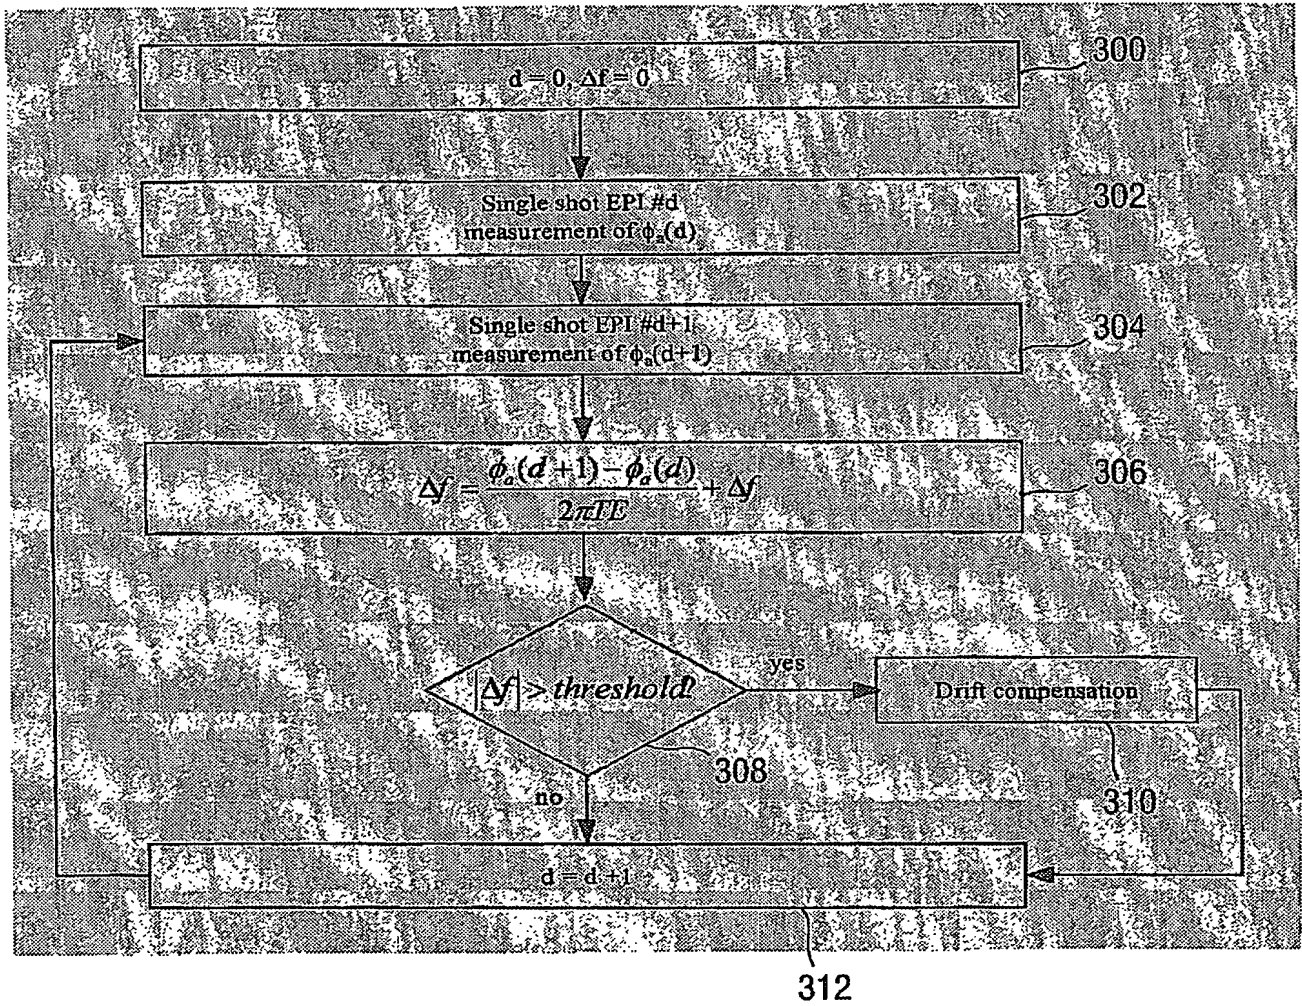 d = 0, Δf = 0
300
Single shot EPI #d
measurement of ϕₐ(d)
302
Single shot EPI #d+1
measurement of ϕₐ(d+1)
304
Δf = ϕₐ(d+1)−ϕₐ(d) / 2πTE + Δf
306
|Δf| > threshold?
yes
Drift compensation
308
310
no
d = d +1
312